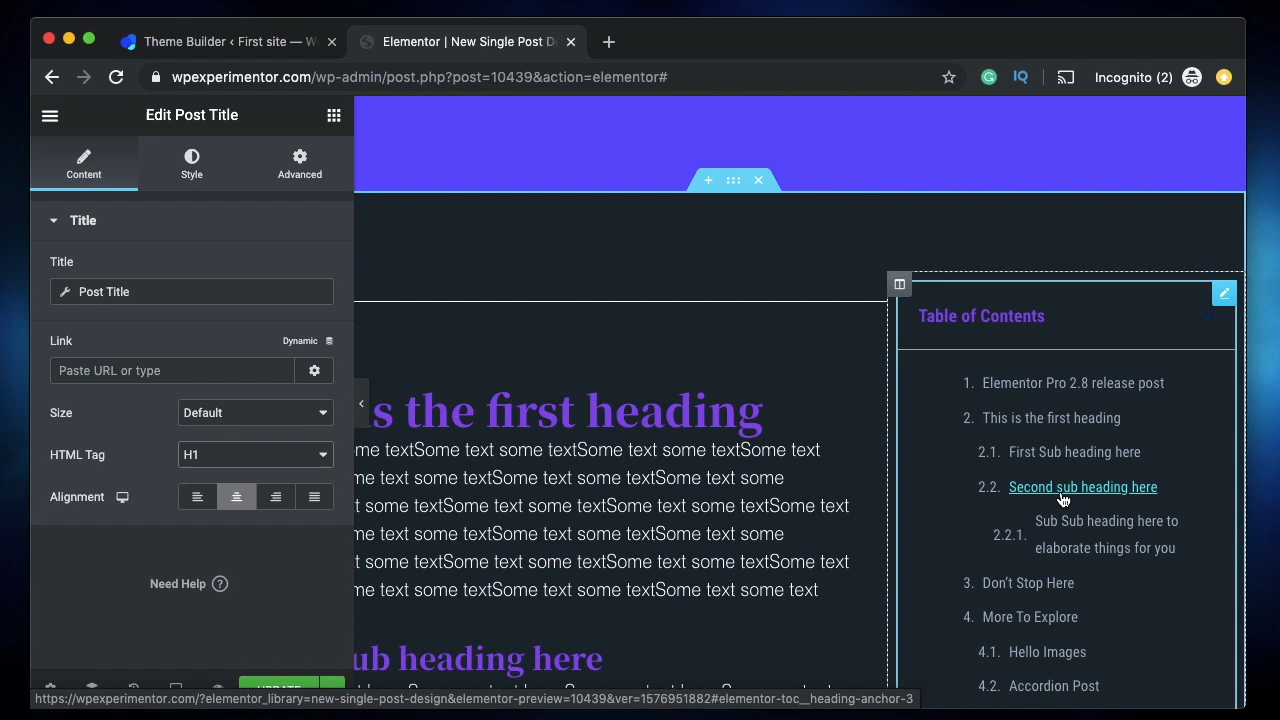 Theme Builder ‹ First site — W
Elementor | New Single Post D
wpexperimentor.com/wp-admin/post.php?post=10439&action=elementor#
IQ
Incognito (2)
Edit Post Title
Content
Style
Advanced
Title
Title
Post Title
Link
Dynamic
Paste URL or type
Size
Default
HTML Tag
H1
Alignment
Need Help ?
UPDATE
s the first heading
me textSome text some textSome text some textSome text some text
me text some textSome text some textSome text some
t some textSome text some textSome text some textSome text
me text some textSome text some textSome text some
t some textSome text some textSome text some textSome text
me text some textSome text some textSome text some text
ub heading here
Table of Contents
1. Elementor Pro 2.8 release post
2. This is the first heading
2.1. First Sub heading here
2.2. Second sub heading here
2.2.1. Sub Sub heading here to
elaborate things for you
3. Don't Stop Here
4. More To Explore
4.1. Hello Images
4.2. Accordion Post
https://wpexperimentor.com/?elementor_library=new-single-post-design&elementor-preview=10439&ver=1576951882#elementor-toc__heading-anchor-3